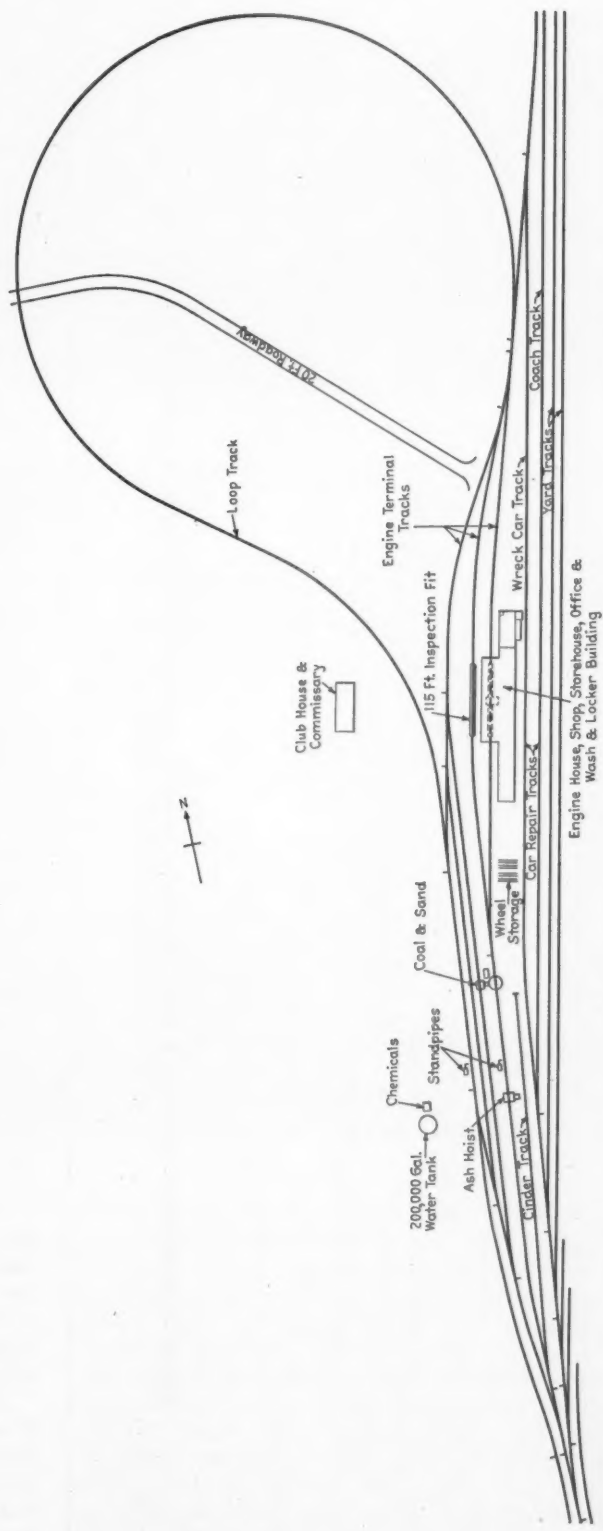 20 Ft. Roadway
Loop Track
Coach Track
Yard Tracks
Wreck Car Track
Engine Terminal
Tracks
115 Ft. Inspection Fit
Club House &
Commissary
Engine House, Shop, Storehouse, Office &
Wash & Locker Building
Car Repair Tracks
N
Wheel
Storage
Coal & Sand
Standpipes
Chemicals
200,000 Gal.
Water Tank
Ash Hoist
Cinder Track